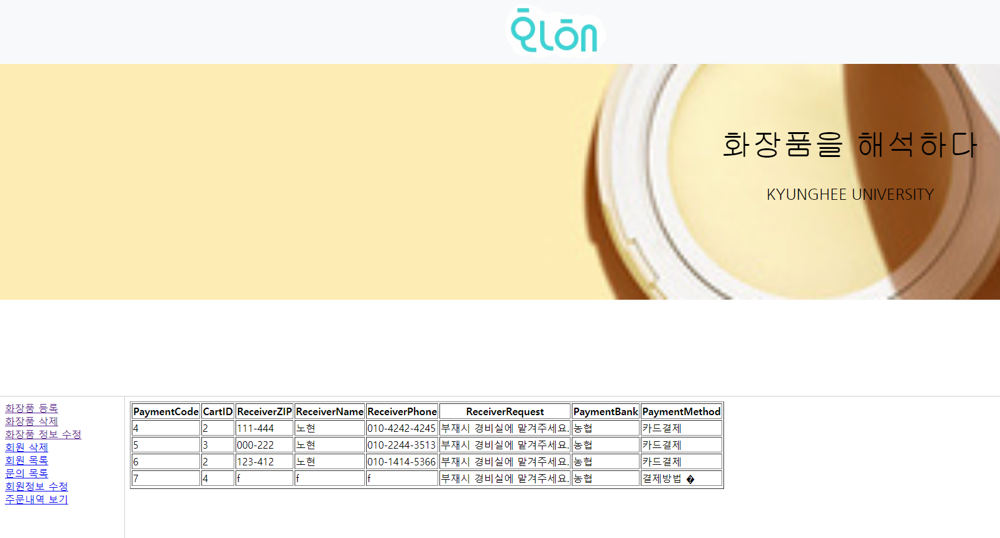 화장품을 해석하다
KYUNGHEE UNIVERSITY
화장품 등록
화장품 삭제
화장품 정보 수정
회원 삭제
회원 목록
문의 목록
회원정보 수정
주문내역 보기
PaymentCode CartID ReceiverZIP ReceiverName ReceiverPhone ReceiverRequest PaymentBank PaymentMethod
4 2 111-444 노현 010-4242-4245 부재시 경비실에 맡겨주세요. 농협 카드결제
5 3 000-222 노현 010-2244-3513 부재시 경비실에 맡겨주세요. 농협 카드결제
6 2 123-412 노현 010-1414-5366 부재시 경비실에 맡겨주세요. 농협 카드결제
7 4 f f f 부재시 경비실에 맡겨주세요. 농협 결제방법 �